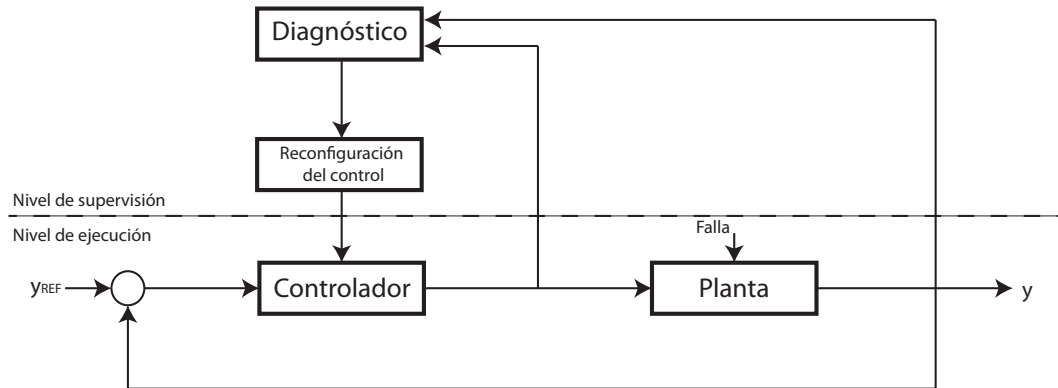 Diagnóstico
Reconfiguración
del control
Nivel de supervisión
Nivel de ejecución
Falla
yREF
Controlador
Planta
y